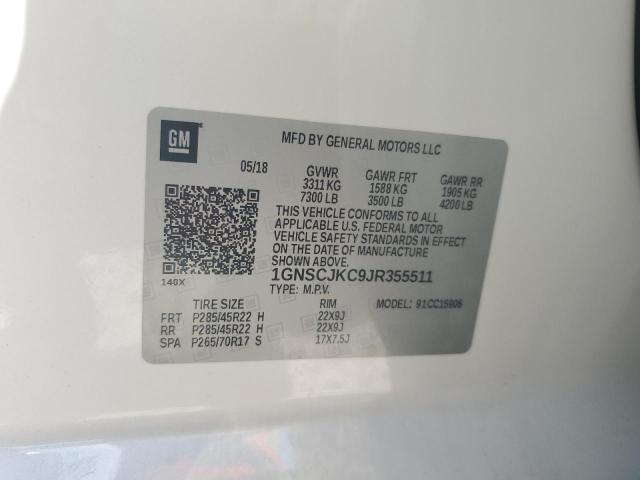 GM
MFD BY GENERAL MOTORS LLC
05/18 GVWR GAWR FRT GAWR RR
3311 KG 1588 KG 1905 KG
7300 LB 3500 LB 4200 LB
THIS VEHICLE CONFORMS TO ALL
APPLICABLE U.S. FEDERAL MOTOR
VEHICLE SAFETY STANDARDS IN EFFECT
ON THE DATE OF MANUFACTURE
SHOWN ABOVE.
1GNSCJKC9JR355511
140X
TYPE: M.P.V. MODEL: 91CC15906
TIRE SIZE RIM
FRT P285/45R22 H 22X9J
RR P285/45R22 H 22X9J
SPA P265/70R17 S 17X7.5J